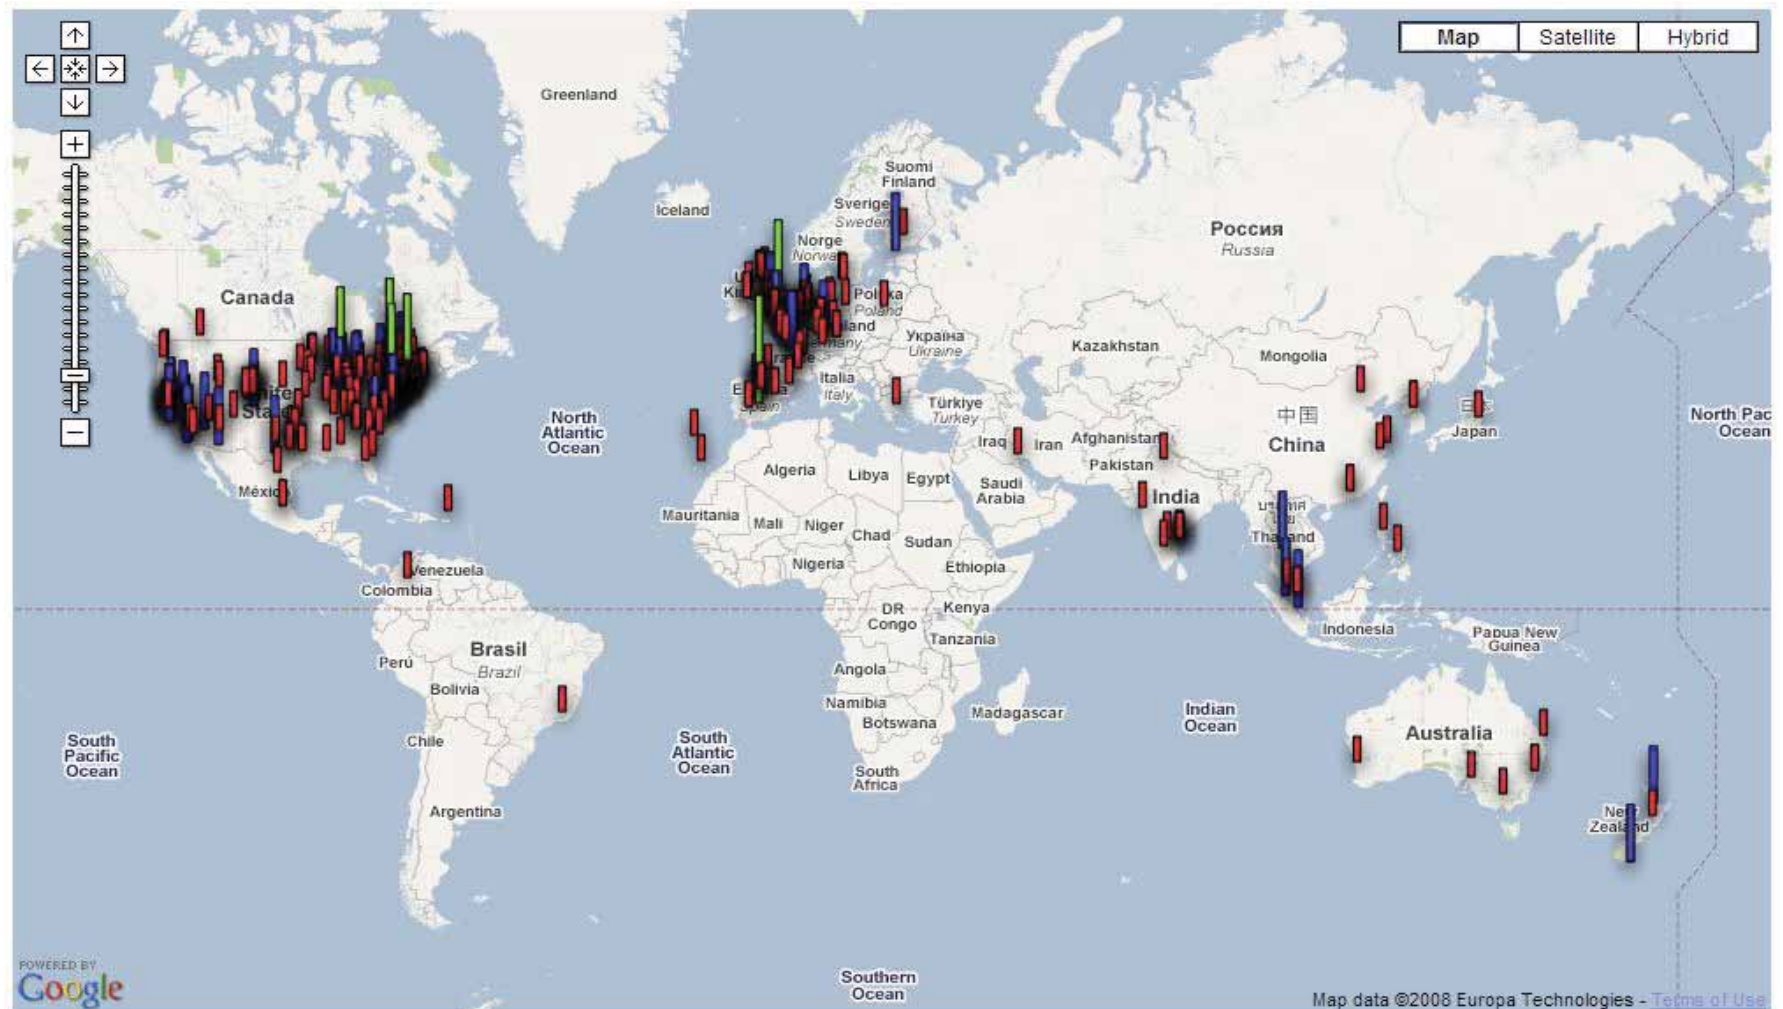 Map Satellite Hybrid
Greenland
Suomi
Finland
Iceland
Sverige
Sweden
Norge
Россия
Russia
Canada
Poland
Україна
Ukraine
Kazakhstan
Mongolia
Italia
Italy
Spain
North
Atlantic
Ocean
Türkiye
Turkey
中国
China
Japan
North Pac
Ocean
Iraq
Iran
Afghanistan
Pakistan
Algeria
Libya
Egypt
Saudi
Arabia
India
Mauritania
Mali
Niger
Chad
Sudan
Nigeria
Ethiopia
Venezuela
Colombia
DR
Congo
Kenya
Tanzania
Indonesia
Papua New
Guinea
Brasil
Brazil
Perú
Bolivia
Angola
Namibia
Botswana
Madagascar
Chile
South
Pacific
Ocean
South
Atlantic
Ocean
Indian
Ocean
Australia
South
Africa
Argentina
Zealand
POWERED BY
Google
Southern
Ocean
Map data ©2008 Europa Technologies - Terms of Use